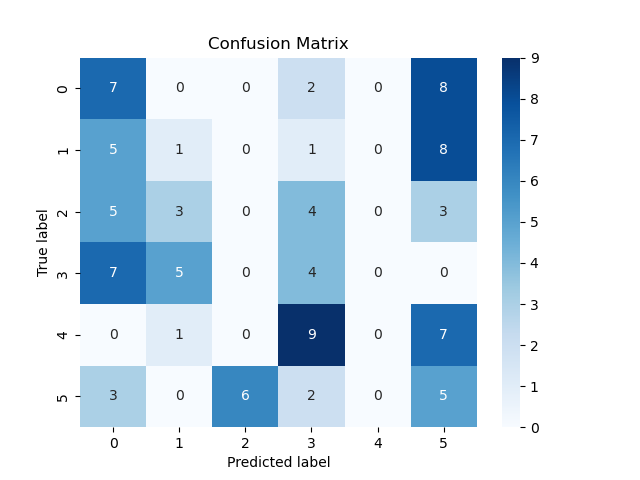 Confusion Matrix
True label
0 7 0 0 2 0 8
1 5 1 0 1 0 8
2 5 3 0 4 0 3
3 7 5 0 4 0 0
4 0 1 0 9 0 7
5 3 0 6 2 0 5
0 1 2 3 4 5
Predicted label
9
8
7
6
5
4
3
2
1
0